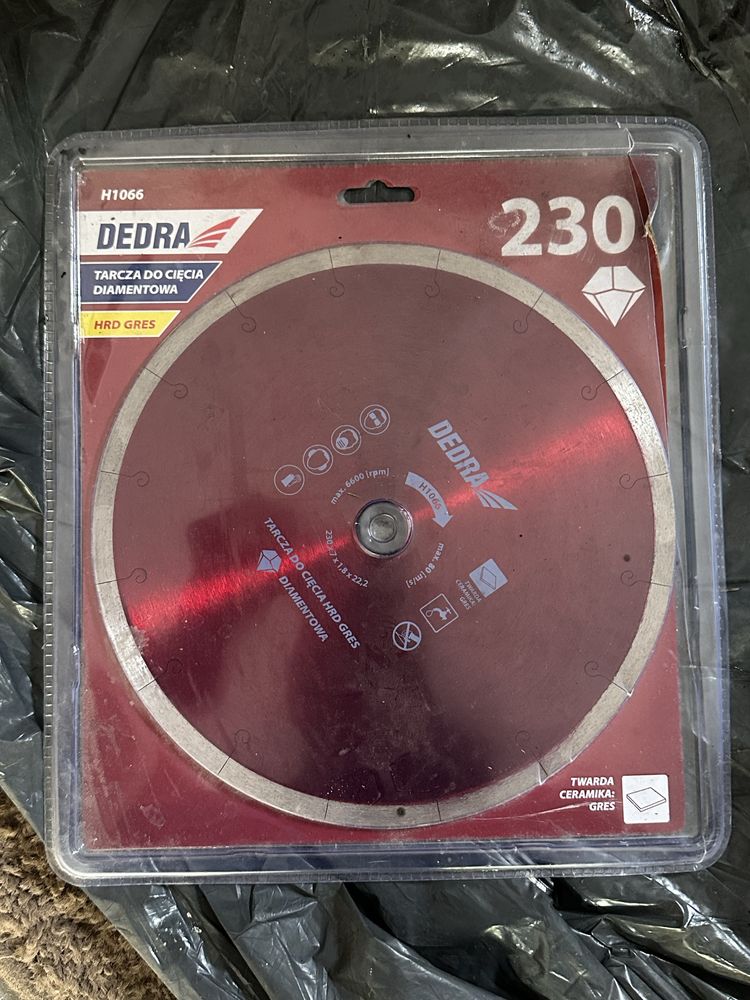 H1066
230
DEDRA
TARCZA DO CIĘCIA
DIAMENTOWA
HRD GRES
DEDRA
H1066
max. 6600 [rpm]
230 x 7 x 1,8 x 22,2
max. 80 [m/s]
TARCZA DO CIĘCIA HRD GRES
DIAMENTOWA
TWARDA
CERAMIKA:
GRES
TWARDA
CERAMIKA:
GRES